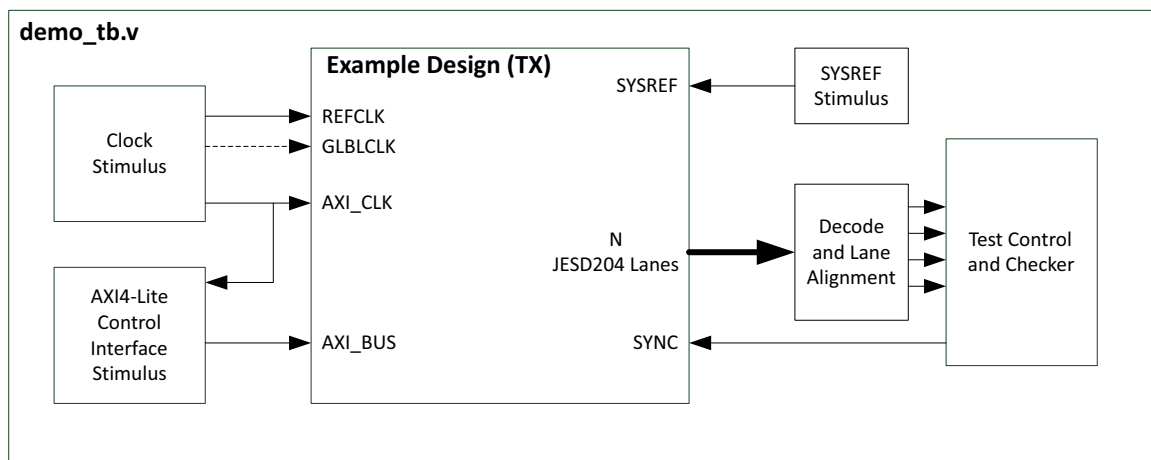 demo_tb.v
Example Design (TX)
Clock
Stimulus
REFCLK
GLBLCLK
AXI_CLK
AXI4-Lite
Control
Interface
Stimulus
AXI_BUS
SYSREF
SYSREF
Stimulus
N
JESD204 Lanes
Decode
and Lane
Alignment
Test Control
and Checker
SYNC